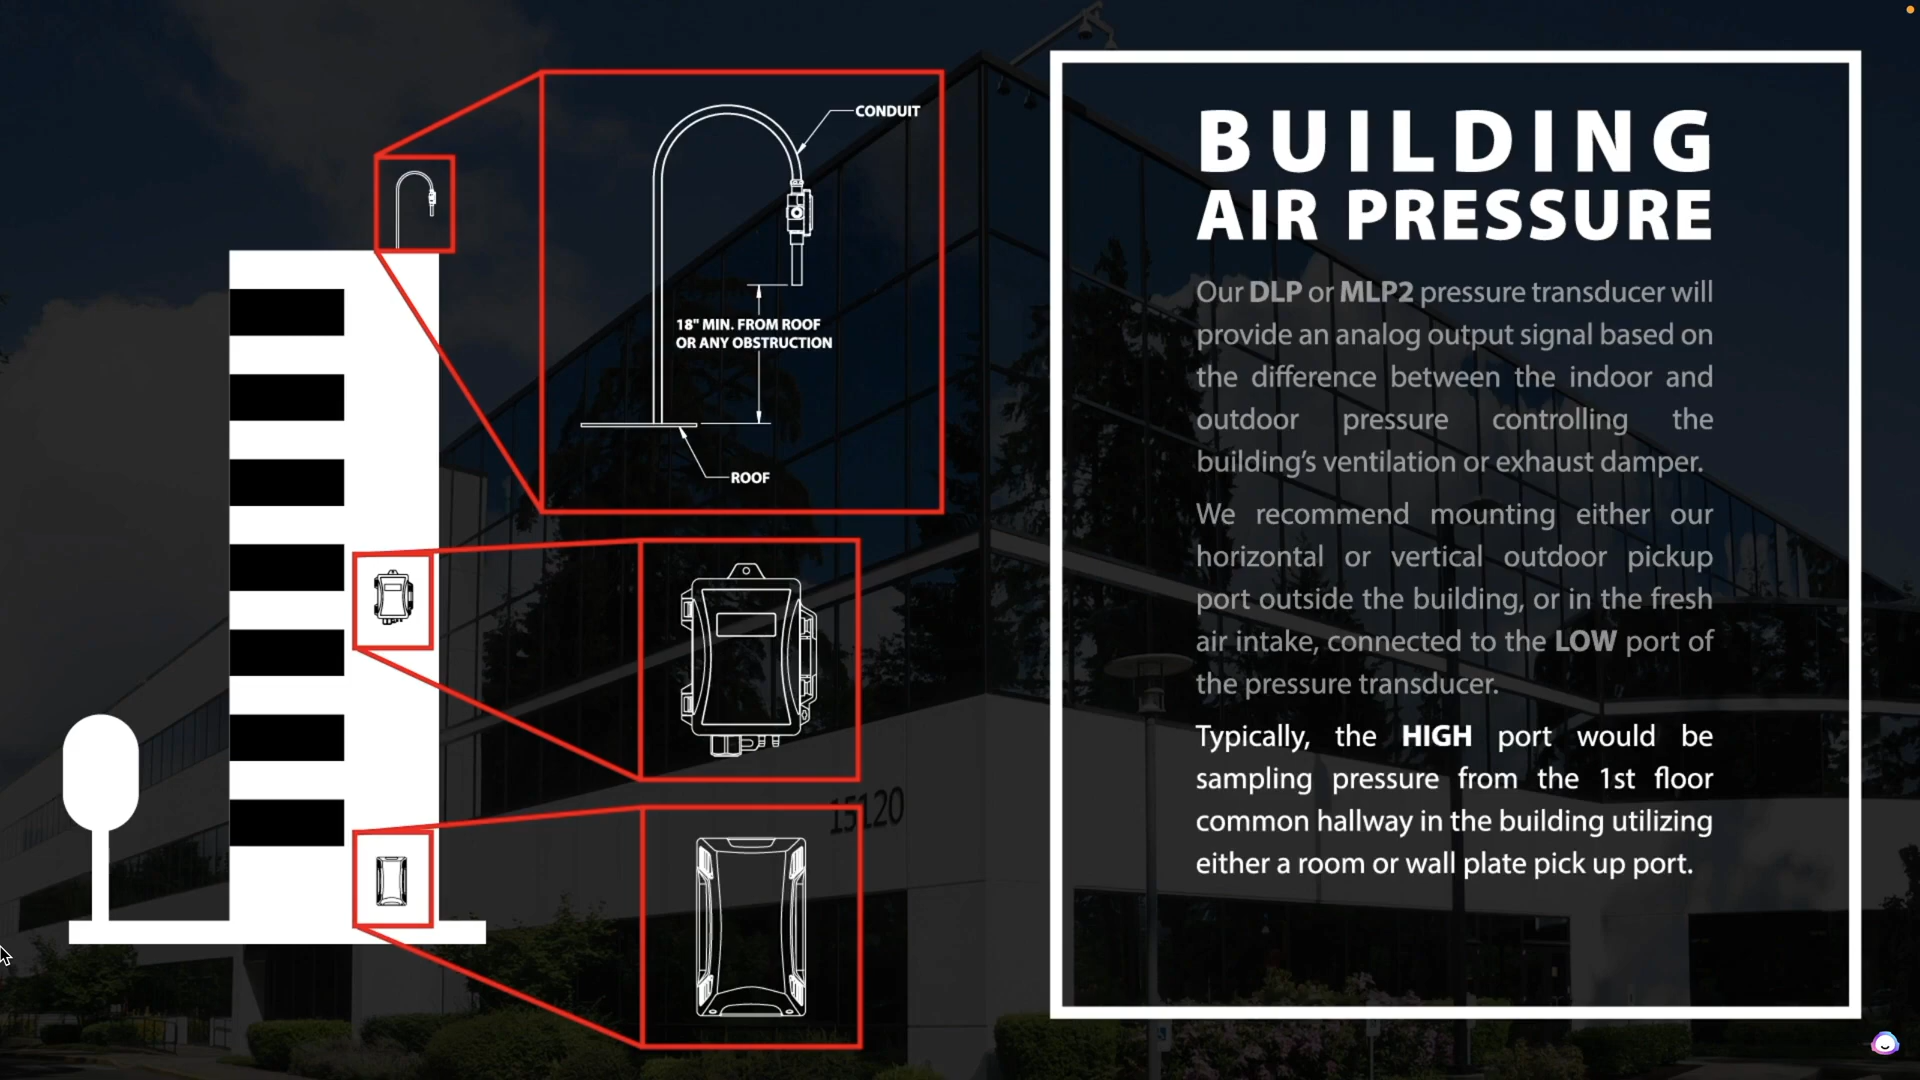 CONDUIT
18" MIN. FROM ROOF
OR ANY OBSTRUCTION
ROOF
15120
BUILDING
AIR PRESSURE
Our DLP or MLP2 pressure transducer will
provide an analog output signal based on
the difference between the indoor and
outdoor pressure controlling the
building’s ventilation or exhaust damper.
We recommend mounting either our
horizontal or vertical outdoor pickup
port outside the building, or in the fresh
air intake, connected to the LOW port of
the pressure transducer.
Typically, the HIGH port would be
sampling pressure from the 1st floor
common hallway in the building utilizing
either a room or wall plate pick up port.